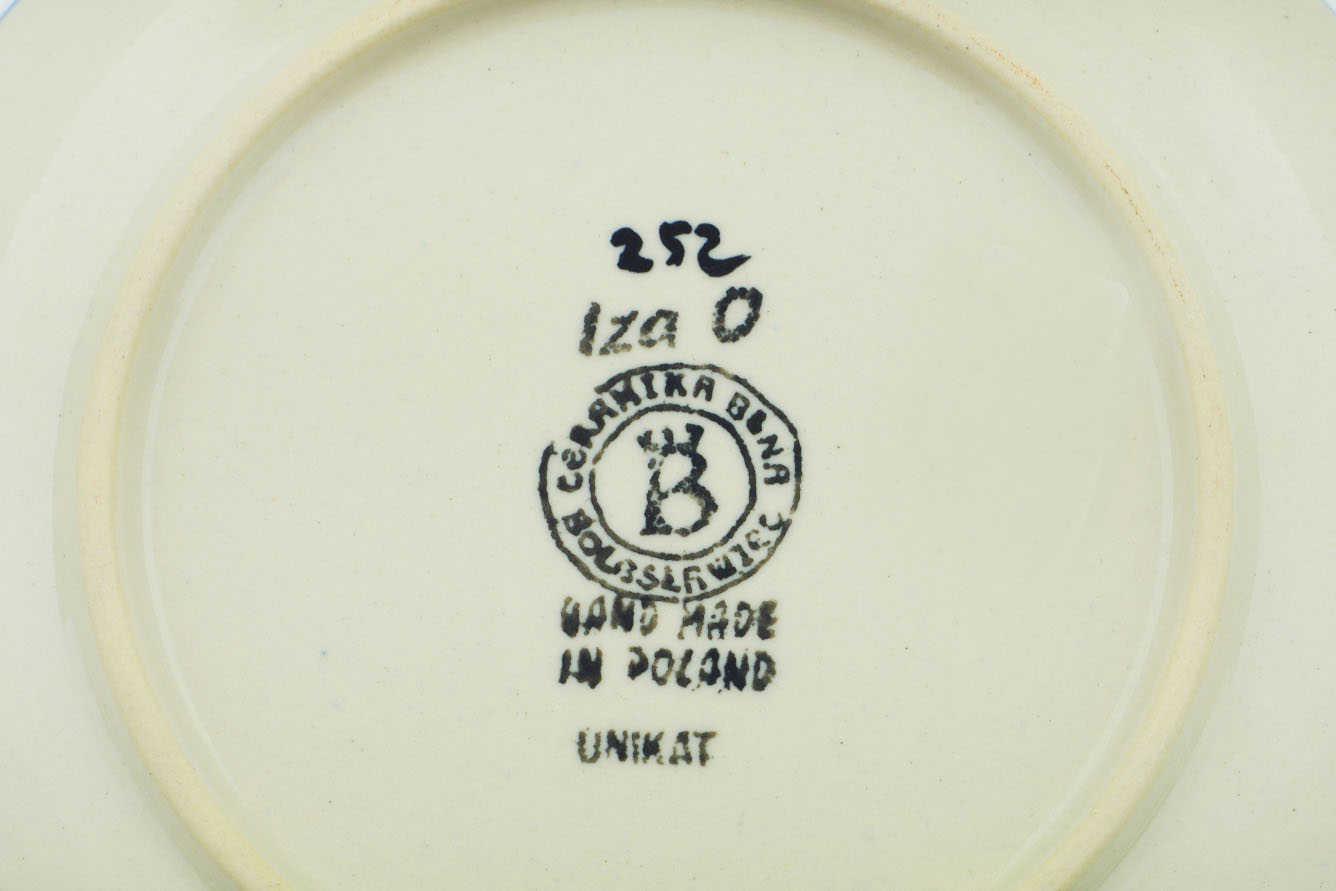 252
Iza O
CERAMIKA BONA
B
BOLESŁAWIEC
HAND MADE
IN POLAND
UNIKAT